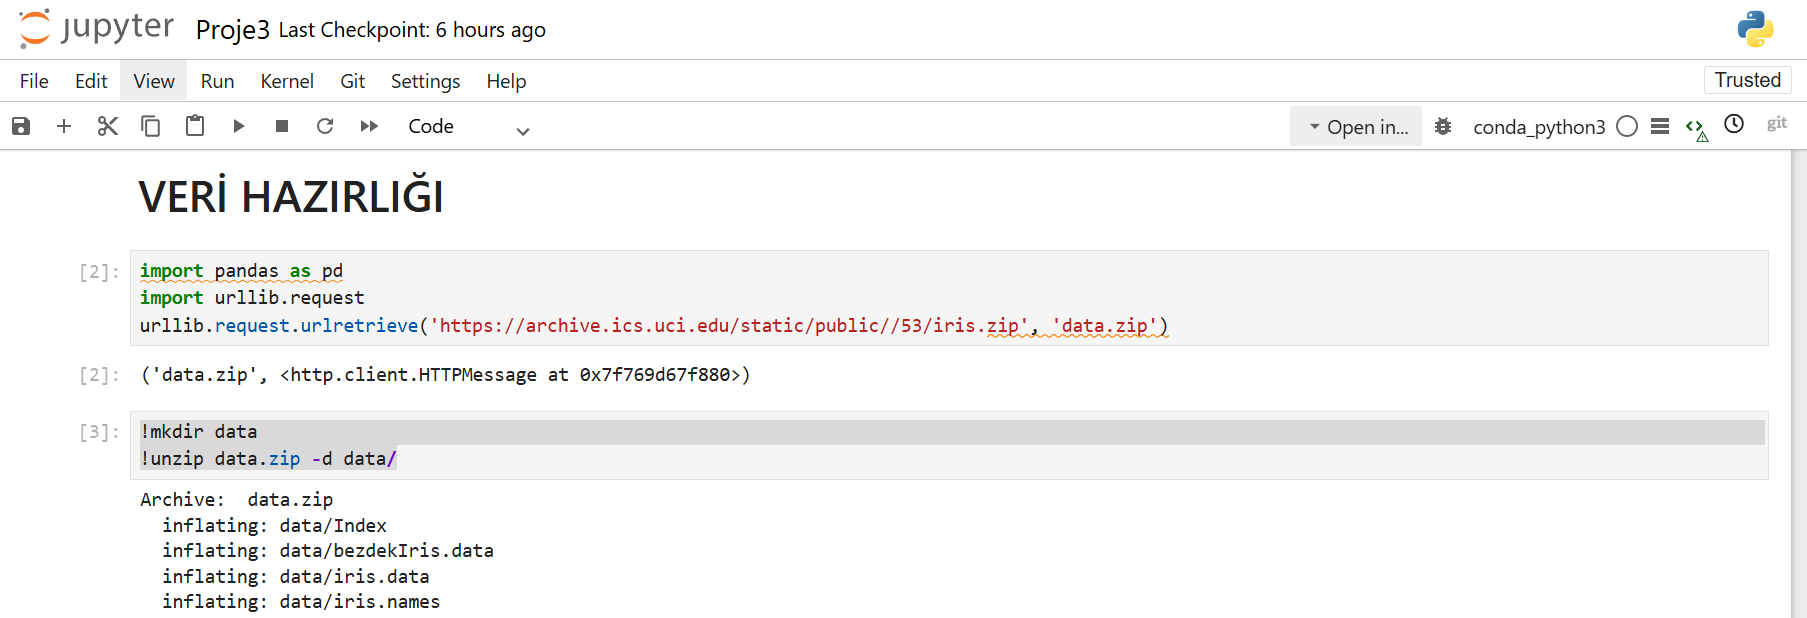 jupyter Proje3 Last Checkpoint: 6 hours ago
File Edit View Run Kernel Git Settings Help Trusted
Code Open in... conda_python3 git
VERİ HAZIRLIĞI
[2]: import pandas as pd
import urllib.request
urllib.request.urlretrieve('https://archive.ics.uci.edu/static/public//53/iris.zip', 'data.zip')
[2]: ('data.zip', <http.client.HTTPMessage at 0x7f769d67f880>)
[3]: !mkdir data
!unzip data.zip -d data/
Archive:  data.zip
  inflating: data/Index
  inflating: data/bezdekIris.data
  inflating: data/iris.data
  inflating: data/iris.names